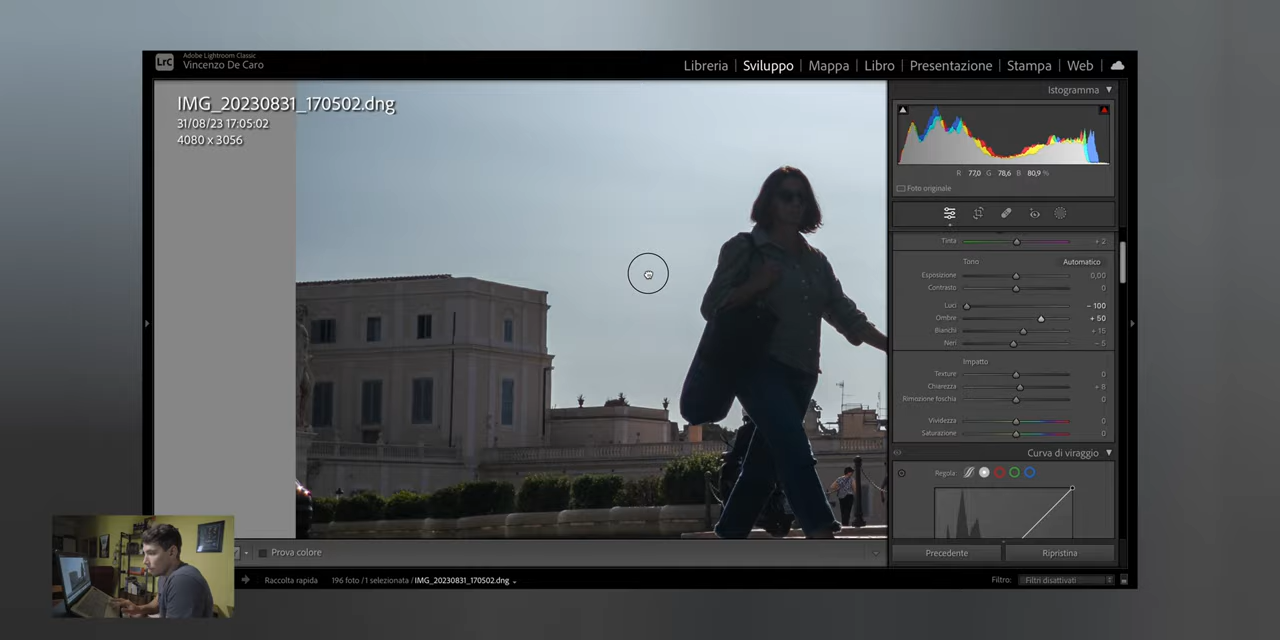 LrC
Adobe Lightroom Classic
Vincenzo De Caro
Libreria | Sviluppo | Mappa | Libro | Presentazione | Stampa | Web
IMG_20230831_170502.dng
31/08/23 17:05:02
4080 x 3056
Istogramma
R 77,0 G 78,6 B 80,9 %
Foto originale
Tinta + 2
Tono Automatico
Esposizione 0,00
Contrasto 0
Luci - 100
Ombre + 50
Bianchi + 15
Neri - 5
Impatto
Texture 0
Chiarezza + 8
Rimozione foschia 0
Vividezza 0
Saturazione 0
Curva di viraggio
Regola:
Prova colore
Precedente Ripristina
Raccolta rapida 196 foto / 1 selezionata / IMG_20230831_170502.dng
Filtro: Filtri disattivati